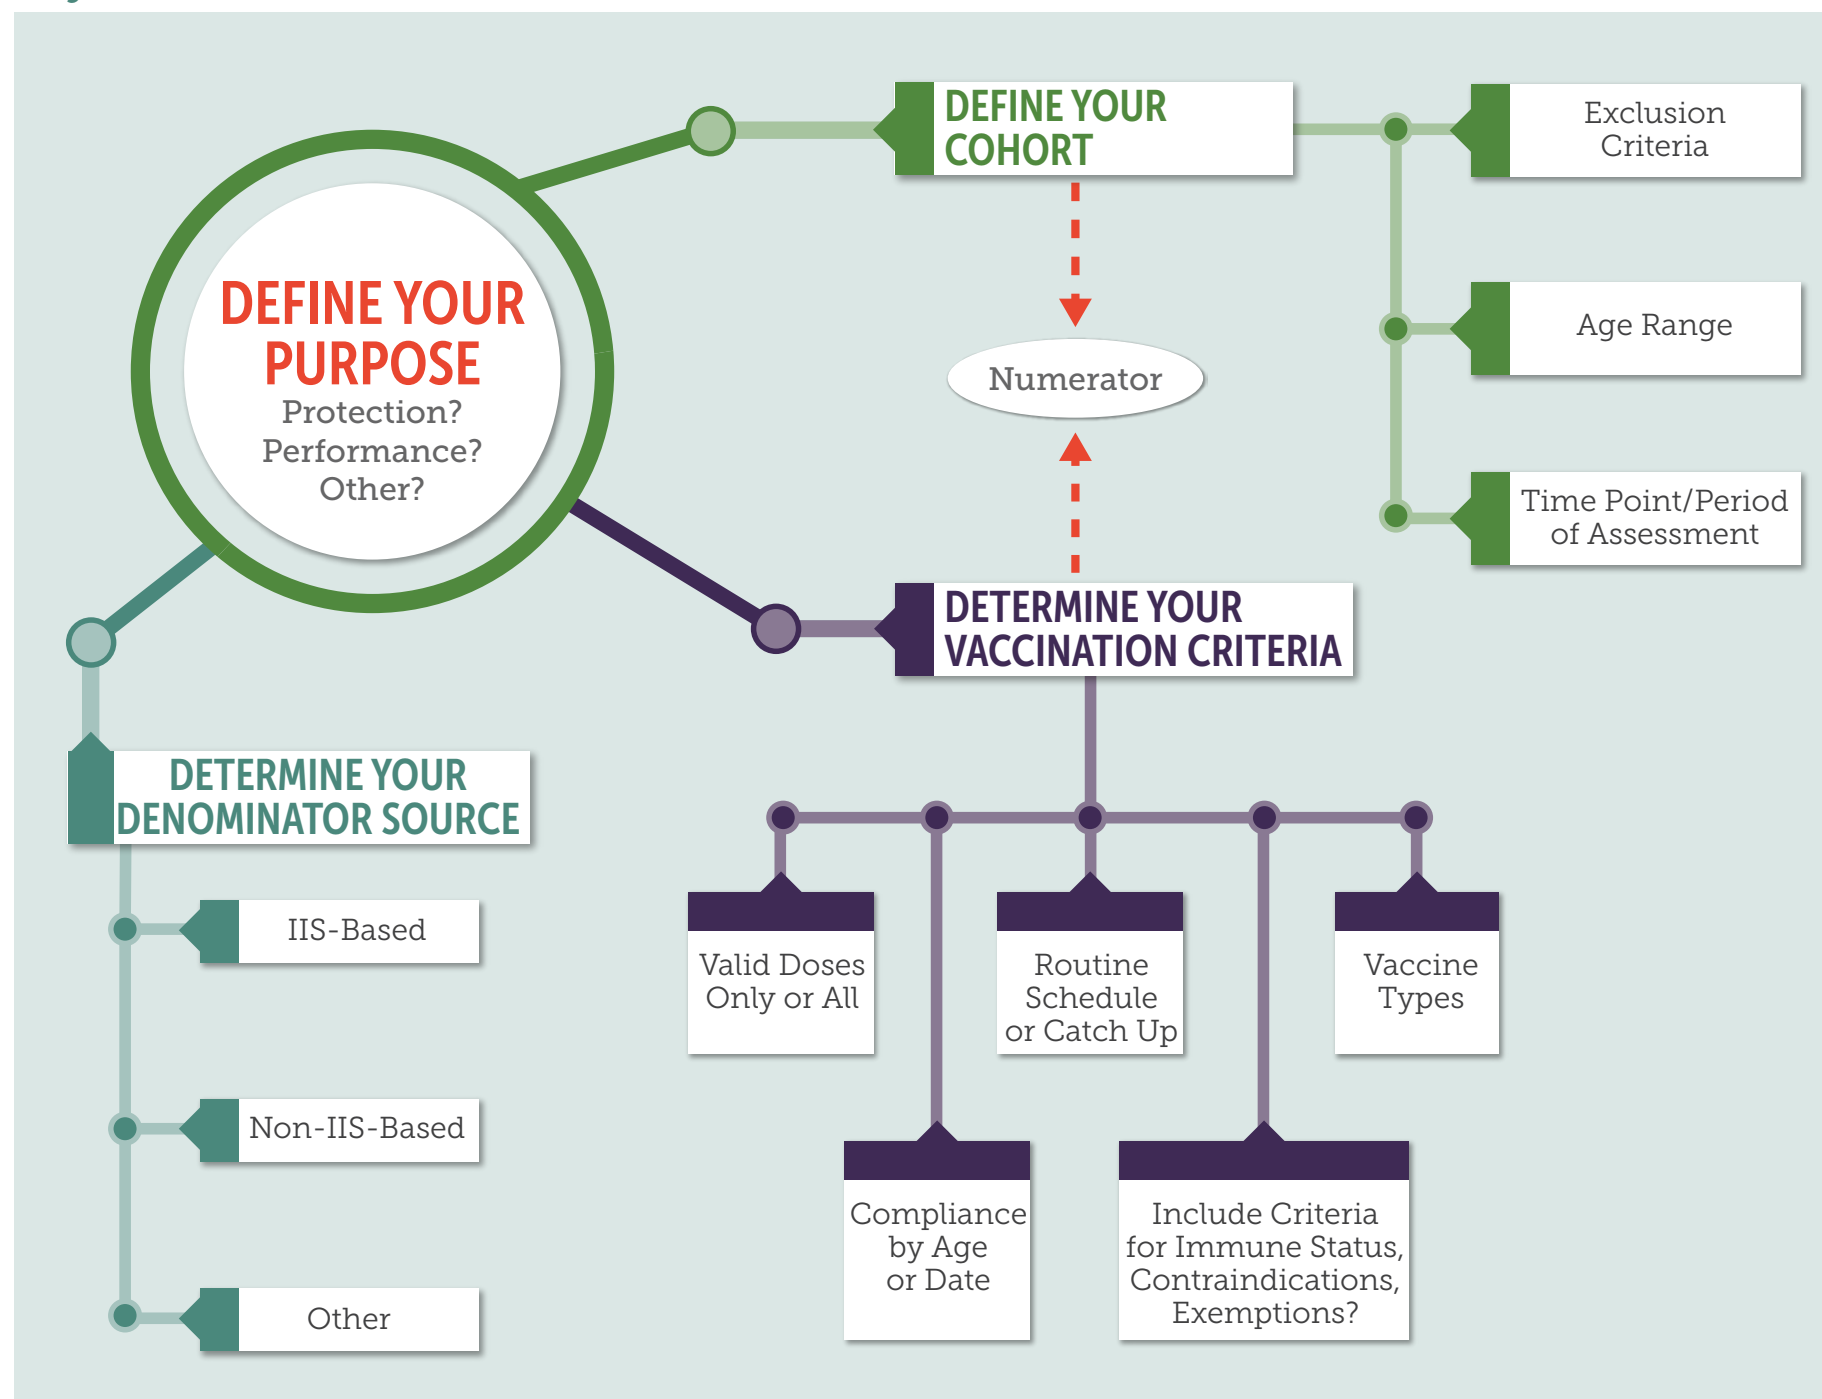 DEFINE YOUR
PURPOSE
Protection?
Performance?
Other?
DEFINE YOUR
COHORT
Exclusion
Criteria
Age Range
Time Point/Period
of Assessment
Numerator
DETERMINE YOUR
VACCINATION CRITERIA
Valid Doses
Only or All
Routine
Schedule
or Catch Up
Vaccine
Types
Compliance
by Age
or Date
Include Criteria
for Immune Status,
Contraindications,
Exemptions?
DETERMINE YOUR
DENOMINATOR SOURCE
IIS-Based
Non-IIS-Based
Other